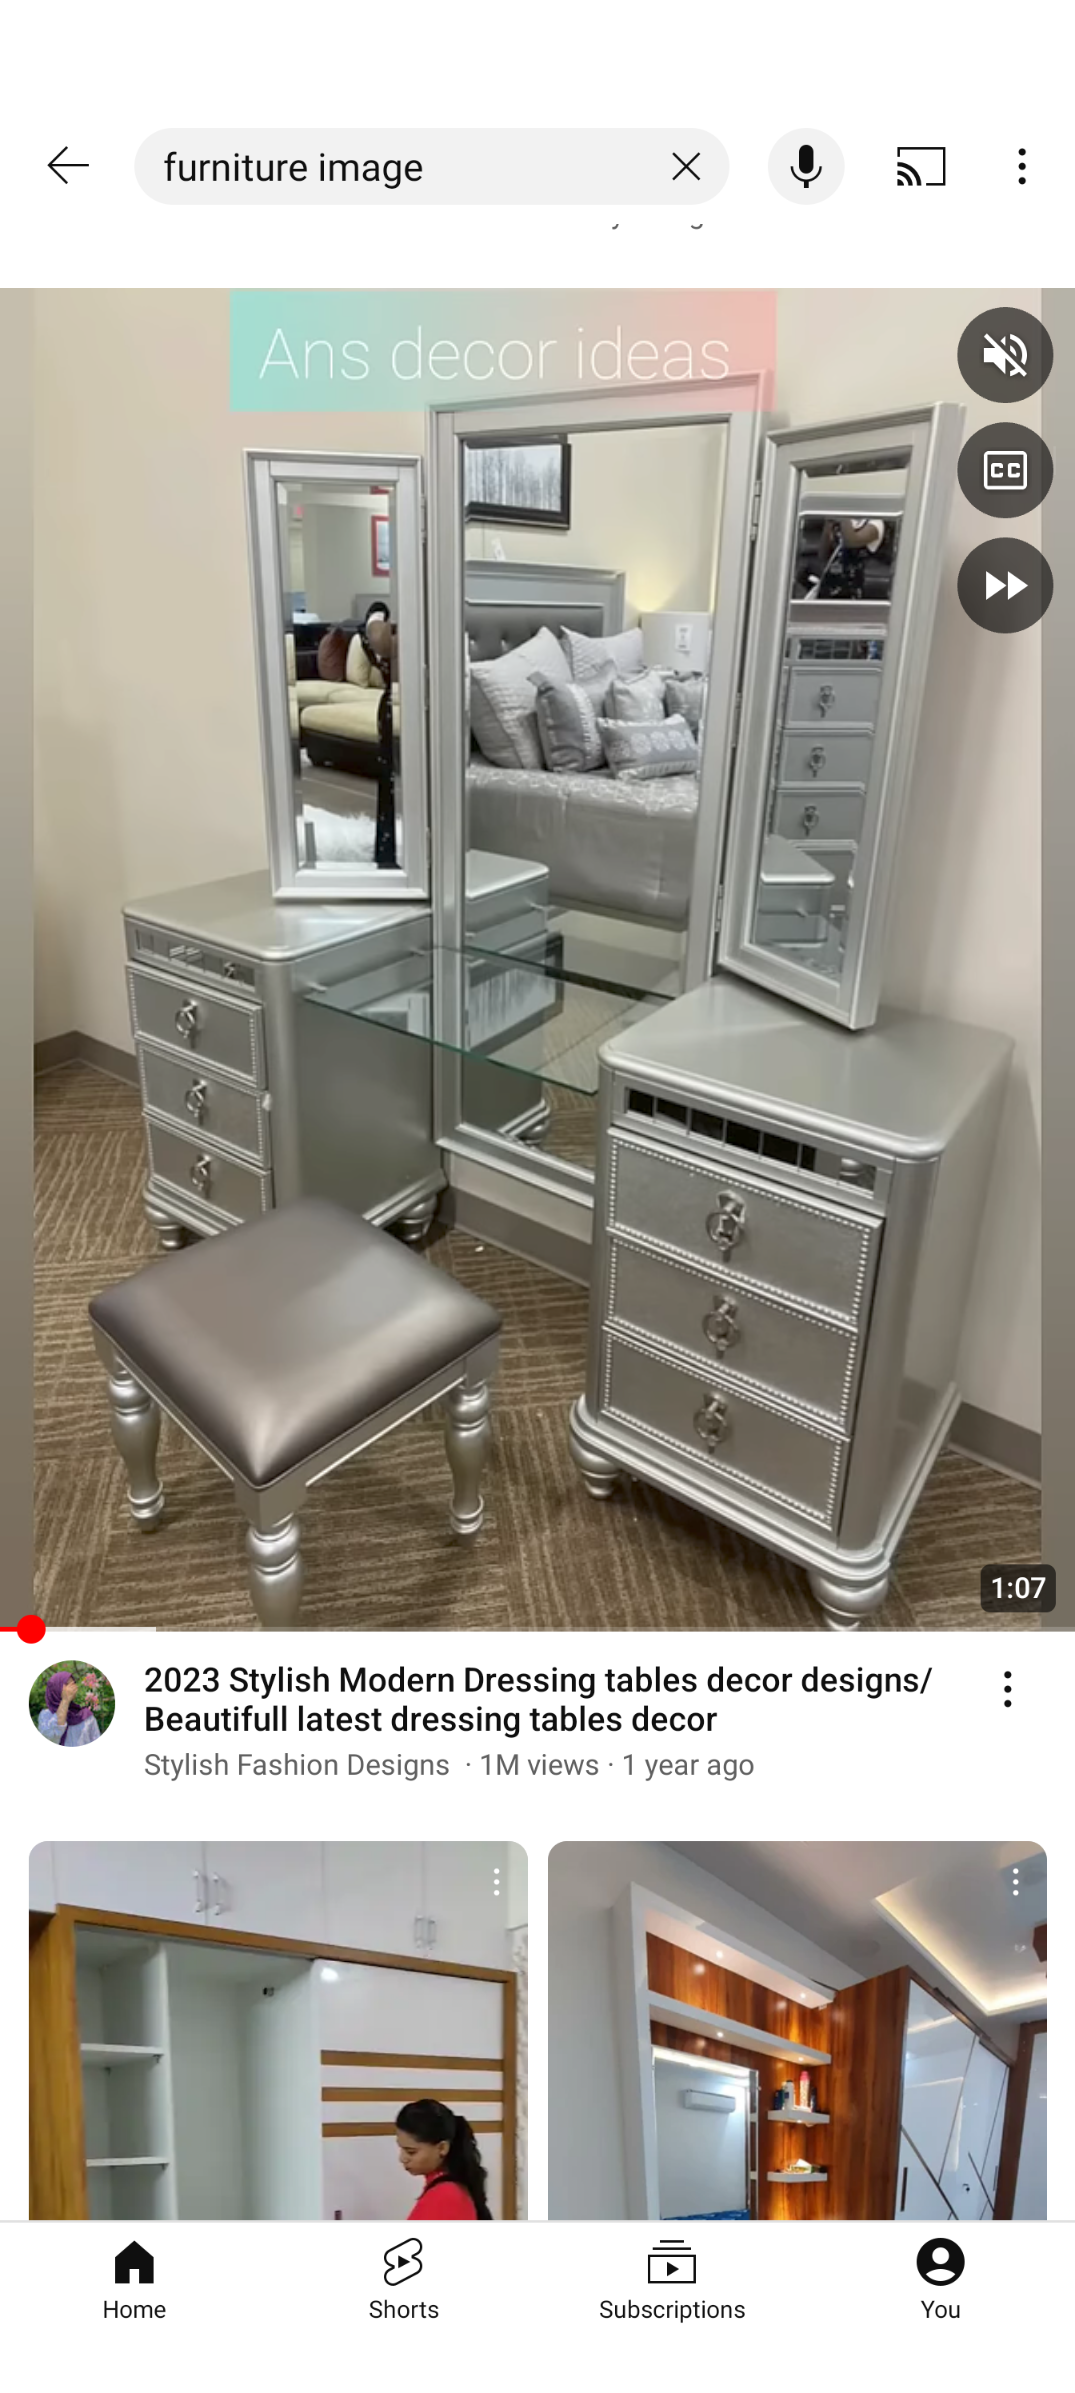 furniture image
Ans decor ideas
CC
1:07
2023 Stylish Modern Dressing tables decor designs/
Beautifull latest dressing tables decor
Stylish Fashion Designs · 1M views · 1 year ago
Home
Shorts
Subscriptions
You